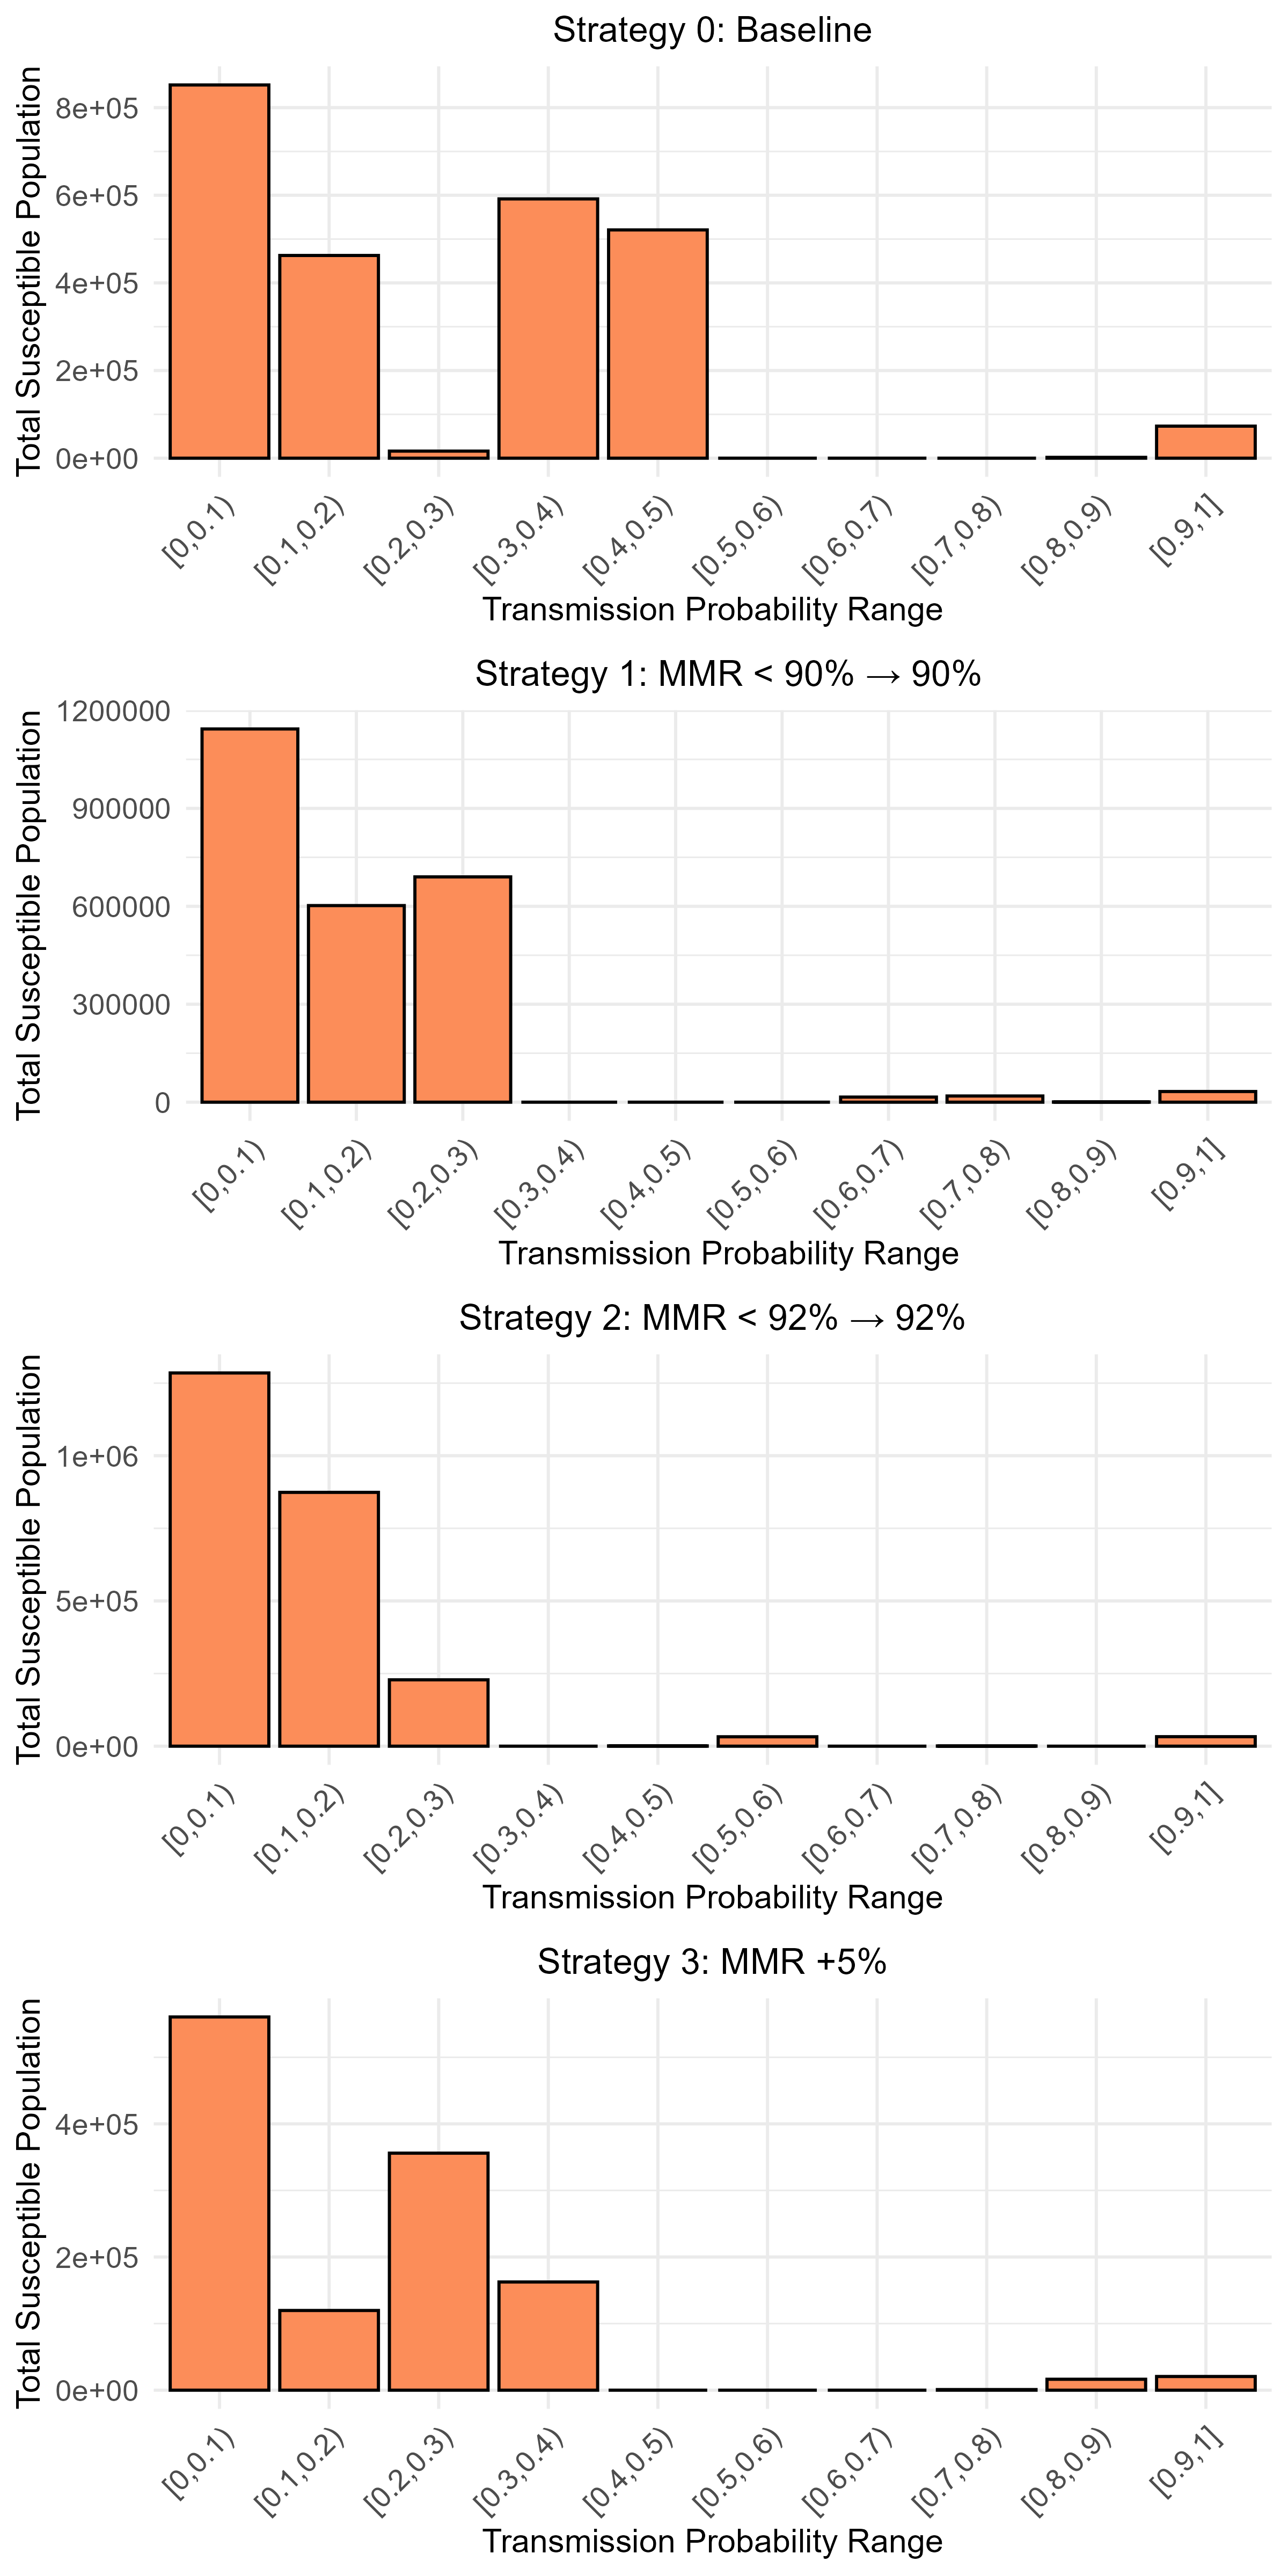 Strategy 0: Baseline
Total Susceptible Population
8e+05
6e+05
4e+05
2e+05
0e+00
[0,0.1)
[0.1,0.2)
[0.2,0.3)
[0.3,0.4)
[0.4,0.5)
[0.5,0.6)
[0.6,0.7)
[0.7,0.8)
[0.8,0.9)
[0.9,1]
Transmission Probability Range
Strategy 1: MMR < 90% → 90%
Total Susceptible Population
1200000
900000
600000
300000
0
[0,0.1)
[0.1,0.2)
[0.2,0.3)
[0.3,0.4)
[0.4,0.5)
[0.5,0.6)
[0.6,0.7)
[0.7,0.8)
[0.8,0.9)
[0.9,1]
Transmission Probability Range
Strategy 2: MMR < 92% → 92%
Total Susceptible Population
1e+06
5e+05
0e+00
[0,0.1)
[0.1,0.2)
[0.2,0.3)
[0.3,0.4)
[0.4,0.5)
[0.5,0.6)
[0.6,0.7)
[0.7,0.8)
[0.8,0.9)
[0.9,1]
Transmission Probability Range
Strategy 3: MMR +5%
Total Susceptible Population
4e+05
2e+05
0e+00
[0,0.1)
[0.1,0.2)
[0.2,0.3)
[0.3,0.4)
[0.4,0.5)
[0.5,0.6)
[0.6,0.7)
[0.7,0.8)
[0.8,0.9)
[0.9,1]
Transmission Probability Range